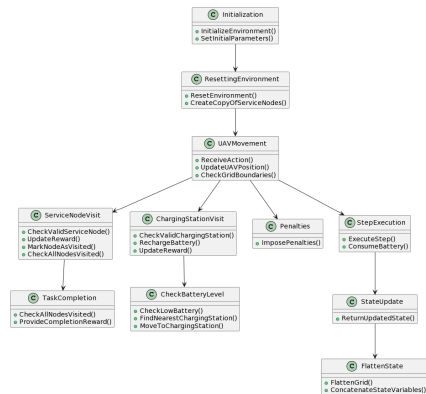 C Initialization
InitializeEnvironment()
SetInitialParameters()
C ResettingEnvironment
ResetEnvironment()
CreateCopyOfServiceNodes()
C UAVMovement
ReceiveAction()
UpdateUAVPosition()
CheckGridBoundaries()
C ServiceNodeVisit
CheckValidServiceNode()
UpdateReward()
MarkNodeAsVisited()
CheckAllNodesVisited()
C ChargingStationVisit
CheckValidChargingStation()
RechargeBattery()
UpdateReward()
C Penalties
ImposePenalties()
C StepExecution
ExecuteStep()
ConsumeBattery()
C TaskCompletion
CheckAllNodesVisited()
ProvideCompletionReward()
C CheckBatteryLevel
CheckLowBattery()
FindNearestChargingStation()
MoveToChargingStation()
C StateUpdate
ReturnUpdatedState()
C FlattenState
FlattenGrid()
ConcatenateStateVariables()